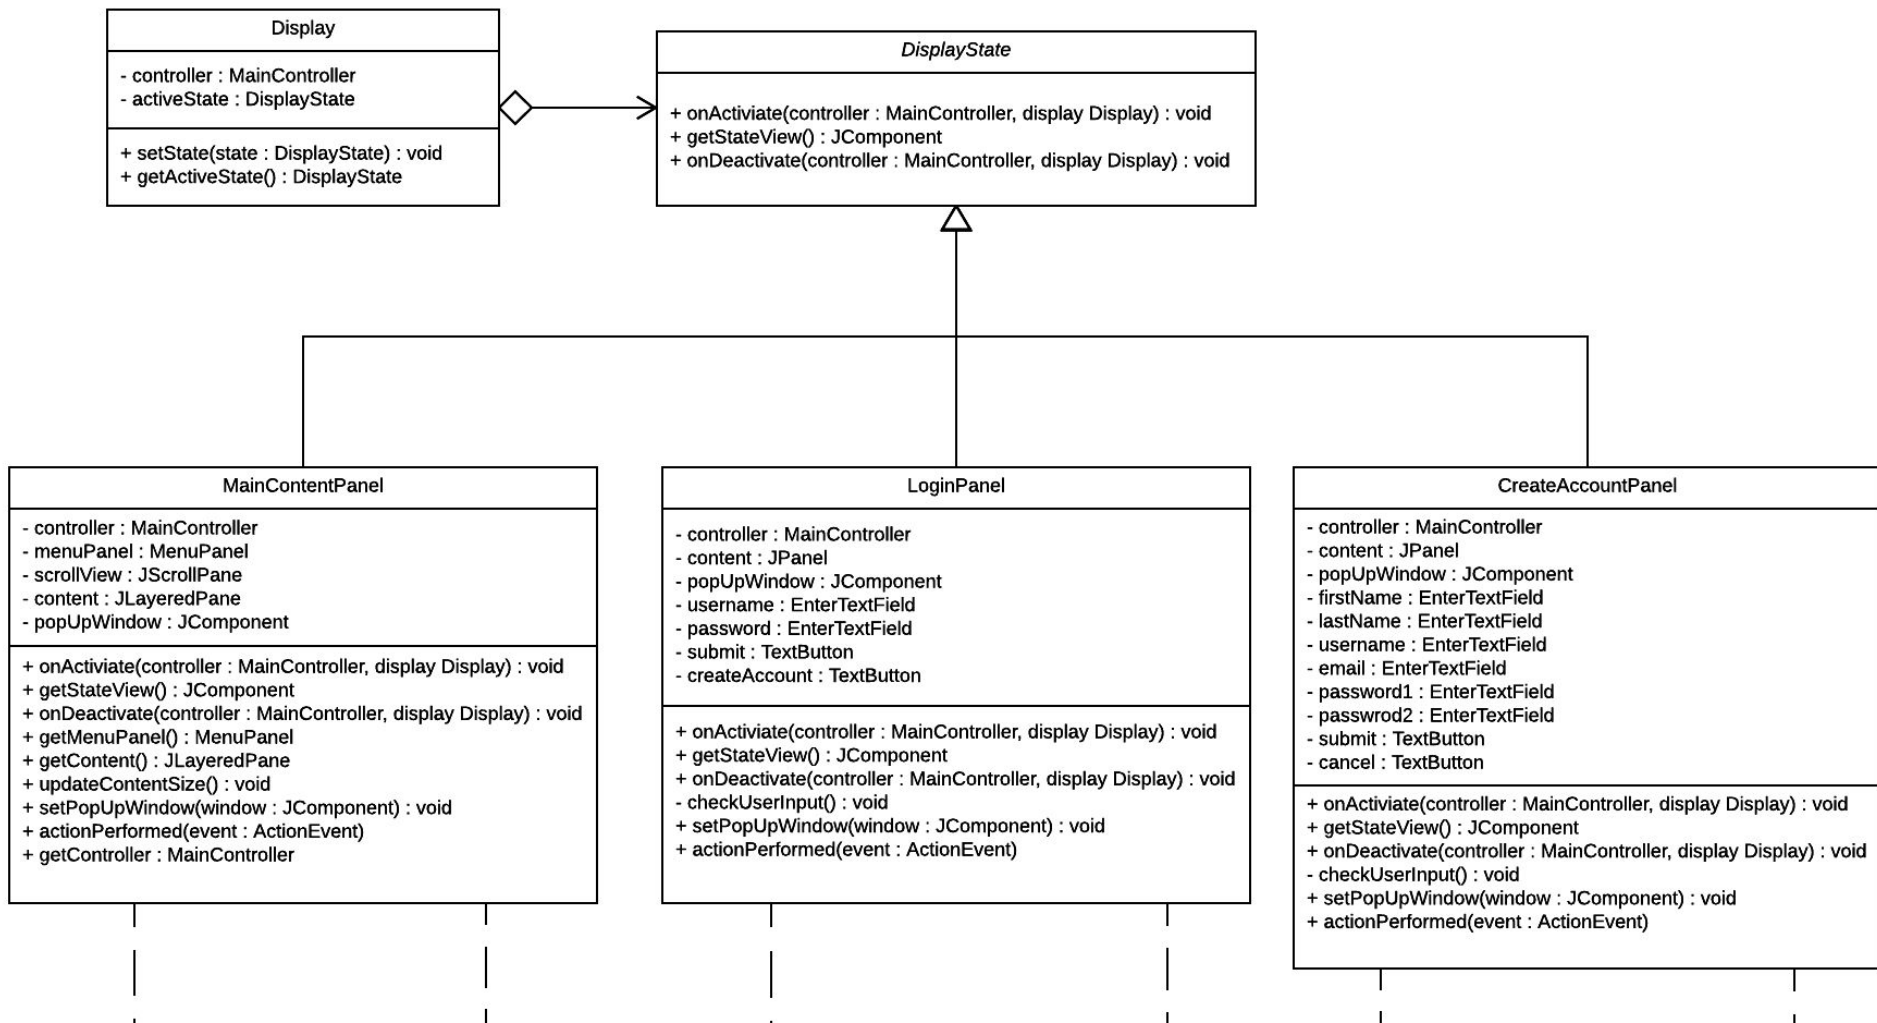 Display
- controller : MainController
- activeState : DisplayState
+ setState(state : DisplayState) : void
+ getActiveState() : DisplayState
DisplayState
+ onActiviate(controller : MainController, display Display) : void
+ getStateView() : JComponent
+ onDeactivate(controller : MainController, display Display) : void
MainContentPanel
- controller : MainController
- menuPanel : MenuPanel
- scrollView : JScrollPane
- content : JLayeredPane
- popUpWindow : JComponent
+ onActiviate(controller : MainController, display Display) : void
+ getStateView() : JComponent
+ onDeactivate(controller : MainController, display Display) : void
+ getMenuPanel() : MenuPanel
+ getContent() : JLayeredPane
+ updateContentSize() : void
+ setPopUpWindow(window : JComponent) : void
+ actionPerformed(event : ActionEvent)
+ getController : MainController
LoginPanel
- controller : MainController
- content : JPanel
- popUpWindow : JComponent
- username : EnterTextField
- password : EnterTextField
- submit : TextButton
- createAccount : TextButton
+ onActiviate(controller : MainController, display Display) : void
+ getStateView() : JComponent
+ onDeactivate(controller : MainController, display Display) : void
- checkUserInput() : void
+ setPopUpWindow(window : JComponent) : void
+ actionPerformed(event : ActionEvent)
CreateAccountPanel
- controller : MainController
- content : JPanel
- popUpWindow : JComponent
- firstName : EnterTextField
- lastName : EnterTextField
- username : EnterTextField
- email : EnterTextField
- password1 : EnterTextField
- passwrod2 : EnterTextField
- submit : TextButton
- cancel : TextButton
+ onActiviate(controller : MainController, display Display) : void
+ getStateView() : JComponent
+ onDeactivate(controller : MainController, display Display) : void
- checkUserInput() : void
+ setPopUpWindow(window : JComponent) : void
+ actionPerformed(event : ActionEvent)